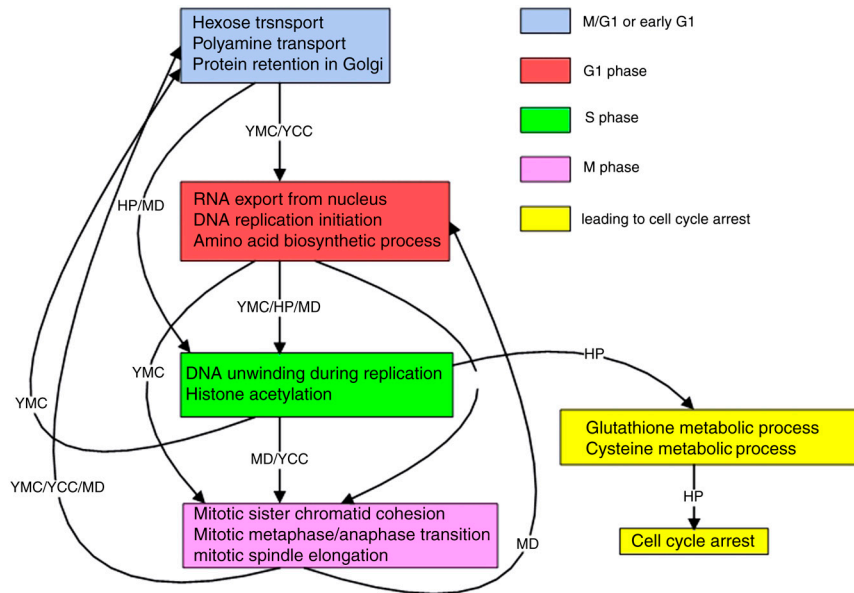 Hexose trsnsport
Polyamine transport
Protein retention in Golgi
M/G1 or early G1
G1 phase
S phase
M phase
leading to cell cycle arrest
YMC/YCC
HP/MD
RNA export from nucleus
DNA replication initiation
Amino acid biosynthetic process
YMC/HP/MD
YMC
HP
DNA unwinding during replication
Histone acetylation
YMC
Glutathione metabolic process
Cysteine metabolic process
MD/YCC
YMC/YCC/MD
HP
Mitotic sister chromatid cohesion
Mitotic metaphase/anaphase transition
mitotic spindle elongation
MD
Cell cycle arrest